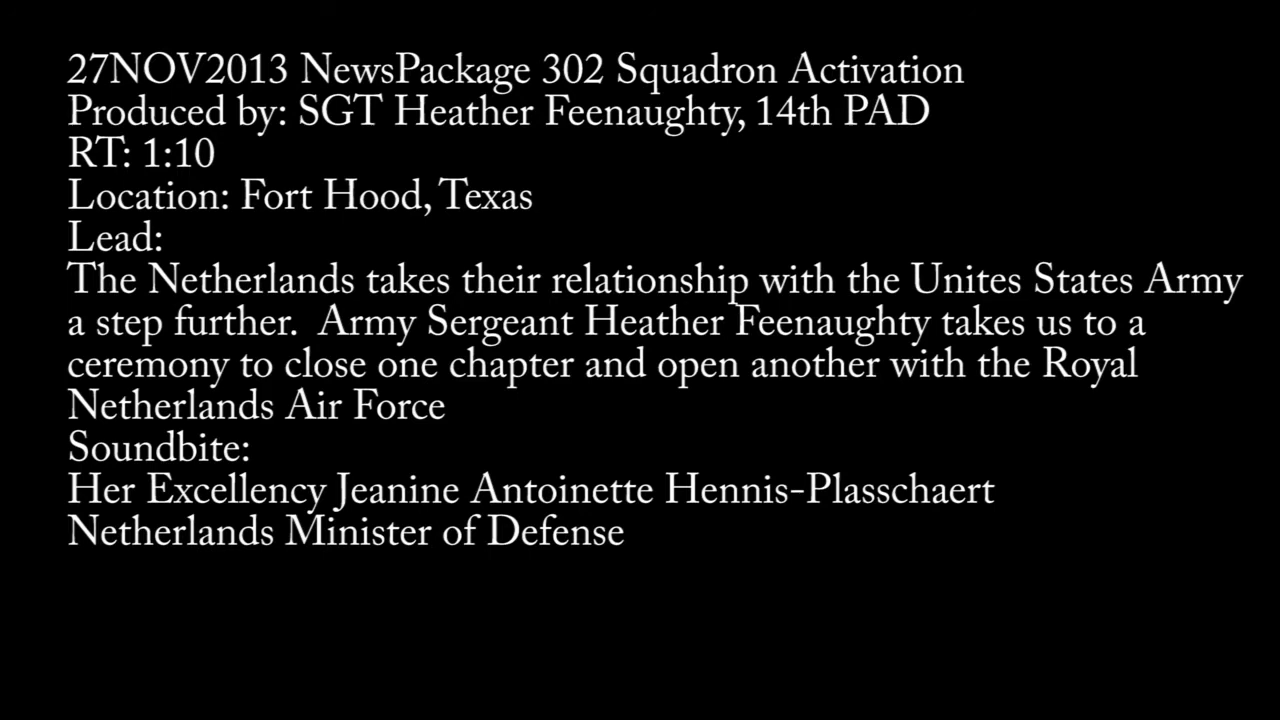 27NOV2013 NewsPackage 302 Squadron Activation
Produced by: SGT Heather Feenaughty, 14th PAD
RT: 1:10
Location: Fort Hood, Texas
Lead:
The Netherlands takes their relationship with the Unites States Army
a step further.  Army Sergeant Heather Feenaughty takes us to a
ceremony to close one chapter and open another with the Royal
Netherlands Air Force
Soundbite:
Her Excellency Jeanine Antoinette Hennis-Plasschaert
Netherlands Minister of Defense